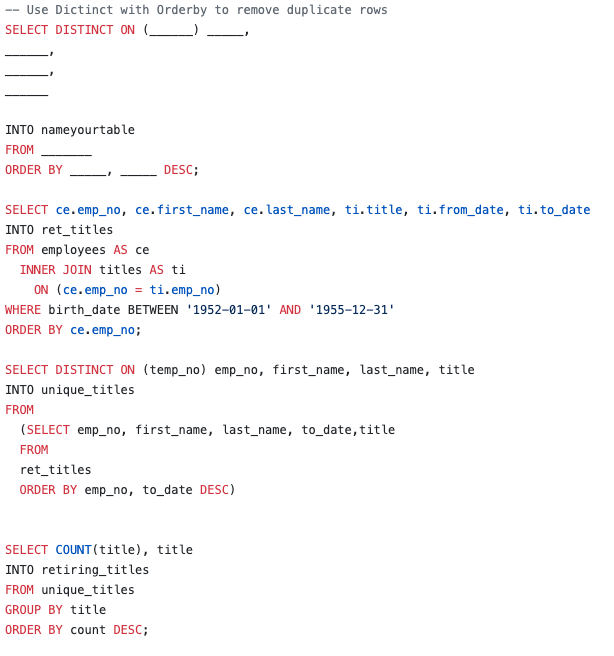 -- Use Dictinct with Orderby to remove duplicate rows
SELECT DISTINCT ON (______) _____,
______,
______,
______
INTO nameyourtable
FROM _______
ORDER BY _____, _____ DESC;
SELECT ce.emp_no, ce.first_name, ce.last_name, ti.title, ti.from_date, ti.to_date
INTO ret_titles
FROM employees AS ce
INNER JOIN titles AS ti
ON (ce.emp_no = ti.emp_no)
WHERE birth_date BETWEEN '1952-01-01' AND '1955-12-31'
ORDER BY ce.emp_no;
SELECT DISTINCT ON (temp_no) emp_no, first_name, last_name, title
INTO unique_titles
FROM
(SELECT emp_no, first_name, last_name, to_date,title
FROM
ret_titles
ORDER BY emp_no, to_date DESC)
SELECT COUNT(title), title
INTO retiring_titles
FROM unique_titles
GROUP BY title
ORDER BY count DESC;